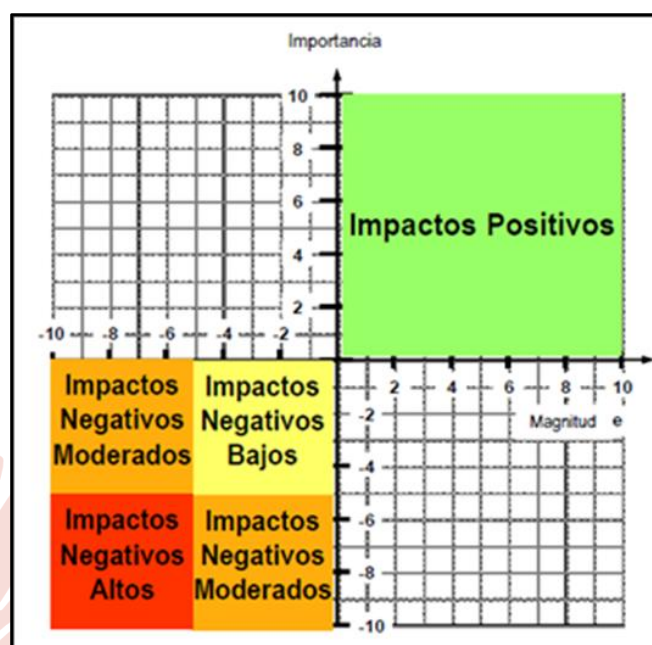 Importancia
10
8
6
4
2
Impactos Positivos
-10 -8 -6 -4 -2
2 4 6 8 10
Impactos
Negativos
Moderados
Impactos
Negativos
Bajos
-2
Magnitud e
-4
Impactos
Negativos
Altos
Impactos
Negativos
Moderados
-6
-8
-10